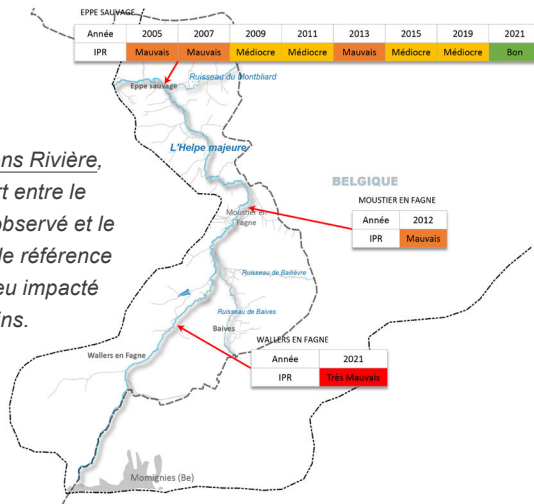 EPPE SAUVAGE
Année 2005 2007 2009 2011 2013 2015 2019 2021
IPR Mauvais Mauvais Médiocre Médiocre Mauvais Médiocre Médiocre Bon
Ruisseau du Montbliard
Eppe sauvage
L'Helpe majeure
ons Rivière,
rt entre le
observé et le
de référence
eu impacté
ins.
BELGIQUE
MOUSTIER EN FAGNE
Année 2012
IPR Mauvais
Moustier en
Fagne
Ruisseau de Bailièvre
Ruisseau de Baives
Baives
Wallers en Fagne
WALLERS EN FAGNE
Année 2021
IPR Très Mauvais
Momignies (Be)